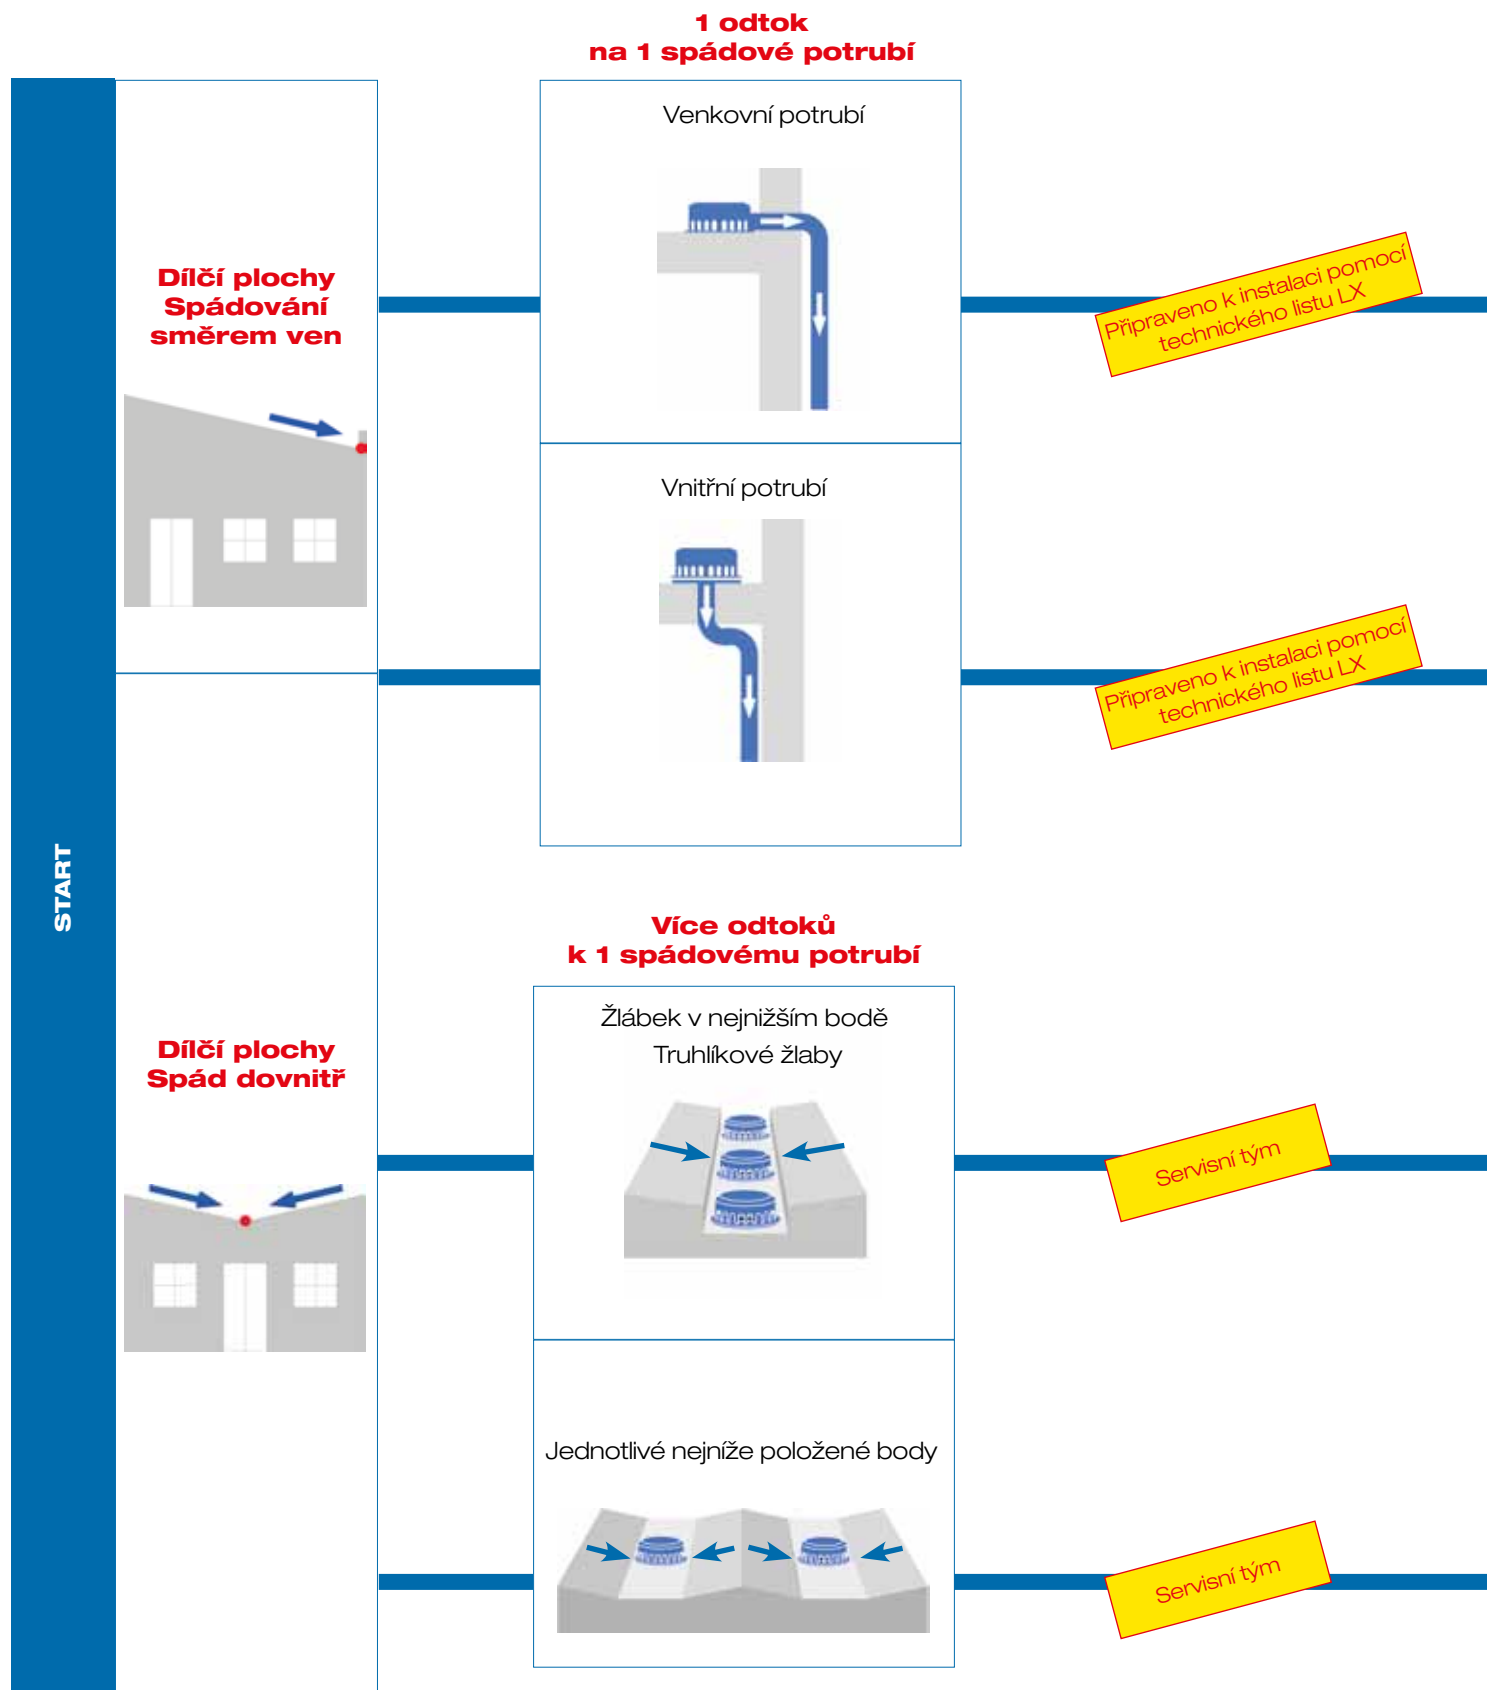 1 odtok
na 1 spádové potrubí
START
Dílčí plochy
Spádování
směrem ven
Venkovní potrubí
Připraveno k instalaci pomocí
technického listu LX
Vnitřní potrubí
Připraveno k instalaci pomocí
technického listu LX
Více odtoků
k 1 spádovému potrubí
Dílčí plochy
Spád dovnitř
Žlábek v nejnižším bodě
Truhlíkové žlaby
Servisní tým
Jednotlivé nejníže položené body
Servisní tým